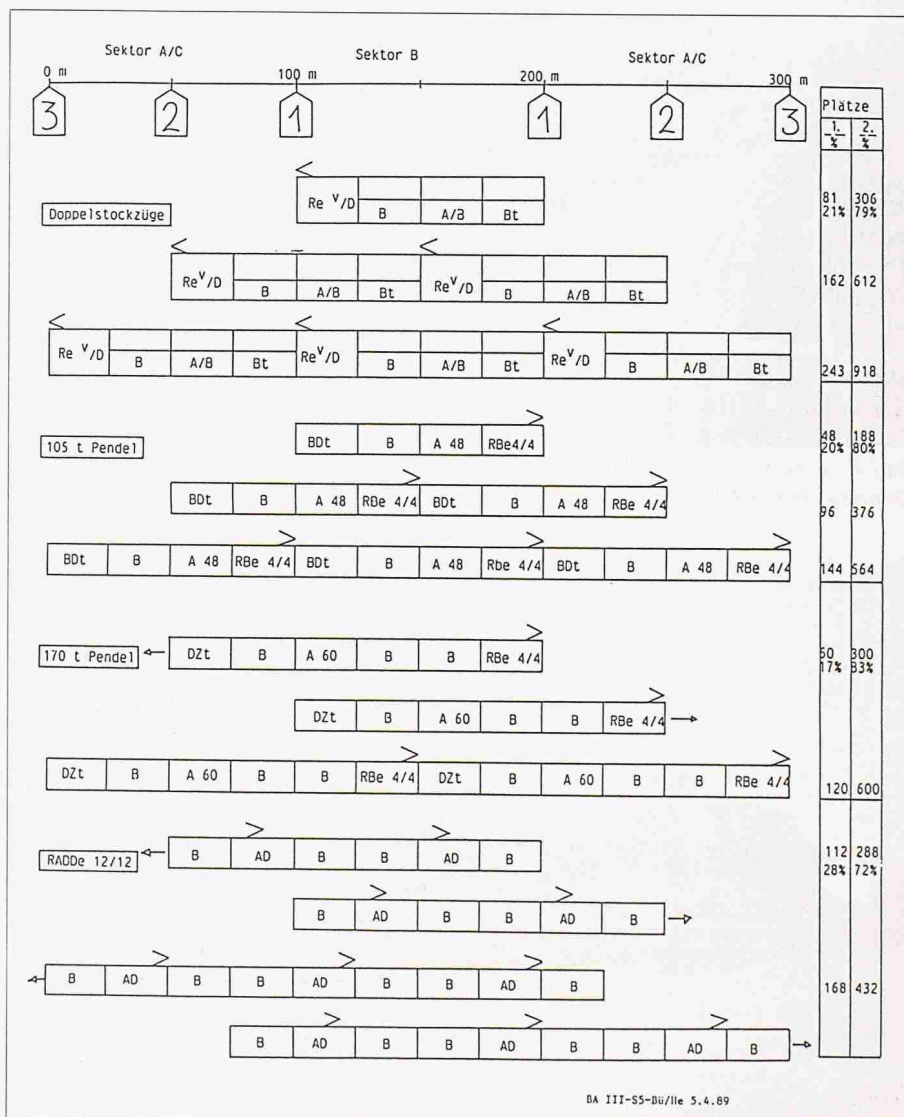 Sektor A/C Sektor B Sektor A/C
0 m 100 m 200 m 300 m
3 2 1 1 2 3
Plätze
1. 2.
% %
Doppelstockzüge
Re V/D B A/B Bt
81 306
21% 79%
ReV/D B A/B Bt ReV/D B A/B Bt
162 612
Re V/D B A/B Bt ReV/D B A/B Bt ReV/D B A/B Bt
243 918
105 t Pendel
BDt B A 48 RBe4/4
48 188
20% 80%
BDt B A 48 RBe 4/4 BDt B A 48 RBe 4/4
96 376
BDt B A 48 RBe 4/4 BDt B A 48 Rbe 4/4 BDt B A 48 RBe 4/4
144 564
170 t Pendel
DZt B A 60 B B RBe 4/4
60 300
17% 83%
DZt B A 60 B B RBe 4/4
DZt B A 60 B B RBe 4/4 DZt B A 60 B B RBe 4/4
120 600
RADDe 12/12
B AD B B AD B
112 288
28% 72%
B AD B B AD B
B AD B B AD B B AD B
168 432
B AD B B AD B B AD B
BA III-S5-Bü/He 5.4.89